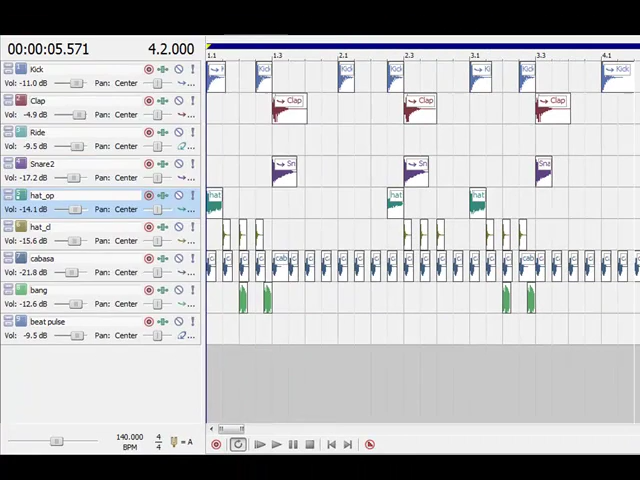 00:00:05.571 4.2.000
1.1 1.3 2.1 2.3 3.1 3.3 4.1
Kick
Vol: -11.0 dB Pan: Center
Kick Kick Kick Kick Kick
Clap
Vol: -4.9 dB Pan: Center
Clap Clap Clap
Ride
Vol: -9.5 dB Pan: Center ...
Snare2
Vol: -17.2 dB Pan: Center ...
Sn Sn Sna
hat_op
Vol: -14.1 dB Pan: Center ...
hat hat hat
hat_cl
Vol: -15.6 dB Pan: Center ...
cabasa
Vol: -21.8 dB Pan: Center ...
cab cab
bang
Vol: -12.6 dB Pan: Center ...
beat pulse
Vol: -9.5 dB Pan: Center ...
140.000 4
BPM 4 = A